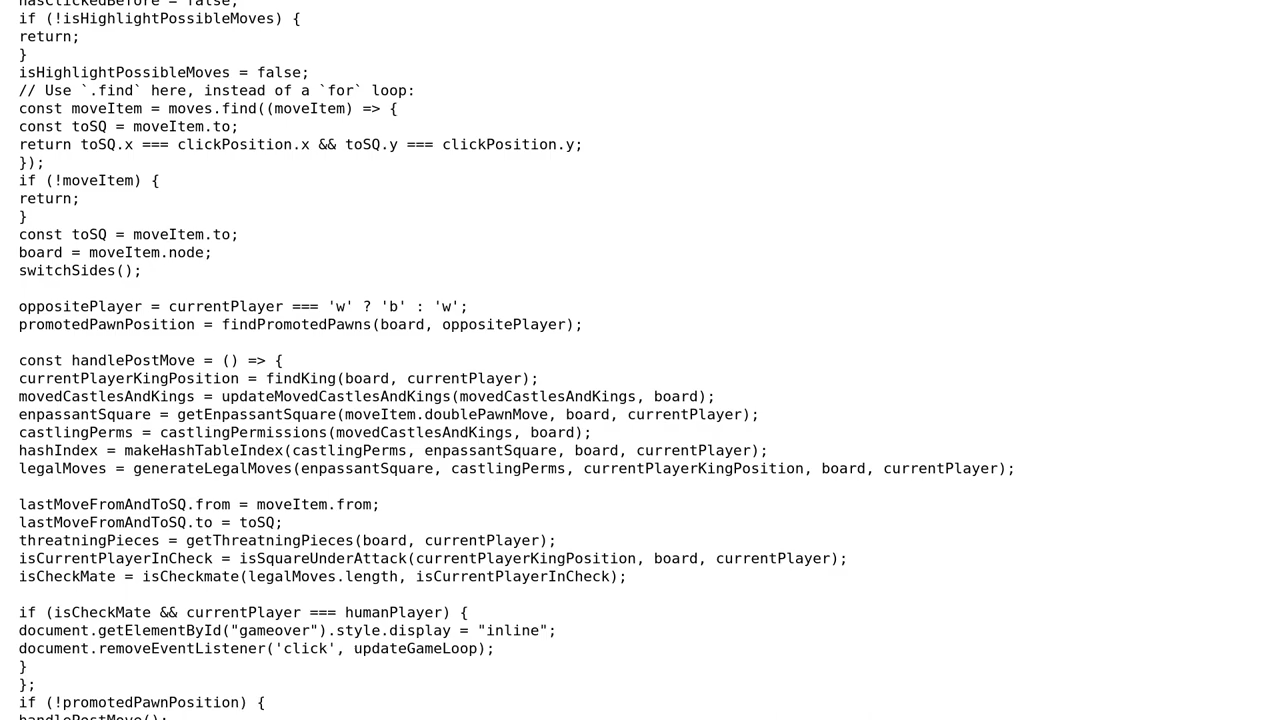 hasClickedBefore = false;
if (!isHighlightPossibleMoves) {
return;
}
isHighlightPossibleMoves = false;
// Use `.find` here, instead of a `for` loop:
const moveItem = moves.find((moveItem) => {
const toSQ = moveItem.to;
return toSQ.x === clickPosition.x && toSQ.y === clickPosition.y;
});
if (!moveItem) {
return;
}
const toSQ = moveItem.to;
board = moveItem.node;
switchSides();

oppositePlayer = currentPlayer === 'w' ? 'b' : 'w';
promotedPawnPosition = findPromotedPawns(board, oppositePlayer);

const handlePostMove = () => {
currentPlayerKingPosition = findKing(board, currentPlayer);
movedCastlesAndKings = updateMovedCastlesAndKings(movedCastlesAndKings, board);
enpassantSquare = getEnpassantSquare(moveItem.doublePawnMove, board, currentPlayer);
castlingPerms = castlingPermissions(movedCastlesAndKings, board);
hashIndex = makeHashTableIndex(castlingPerms, enpassantSquare, board, currentPlayer);
legalMoves = generateLegalMoves(enpassantSquare, castlingPerms, currentPlayerKingPosition, board, currentPlayer);

lastMoveFromAndToSQ.from = moveItem.from;
lastMoveFromAndToSQ.to = toSQ;
threatningPieces = getThreatningPieces(board, currentPlayer);
isCurrentPlayerInCheck = isSquareUnderAttack(currentPlayerKingPosition, board, currentPlayer);
isCheckMate = isCheckmate(legalMoves.length, isCurrentPlayerInCheck);

if (isCheckMate && currentPlayer === humanPlayer) {
document.getElementById("gameover").style.display = "inline";
document.removeEventListener('click', updateGameLoop);
}
};
if (!promotedPawnPosition) {
handlePostMove();